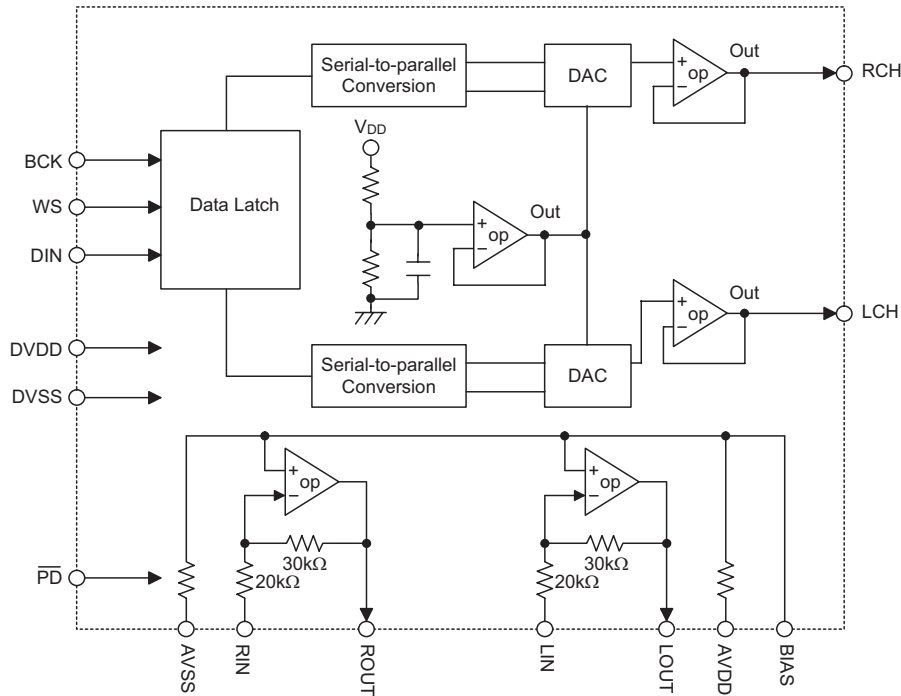 Serial-to-parallel
Conversion
DAC
+
op
−
Out
RCH
VDD
BCK
WS
DIN
Data Latch
+
op
−
Out
+
op
−
Out
LCH
DVDD
DVSS
Serial-to-parallel
Conversion
DAC
+
op
−
+
op
−
30kΩ
20kΩ
30kΩ
20kΩ
P̅D̅
AVSS
RIN
ROUT
LIN
LOUT
AVDD
BIAS